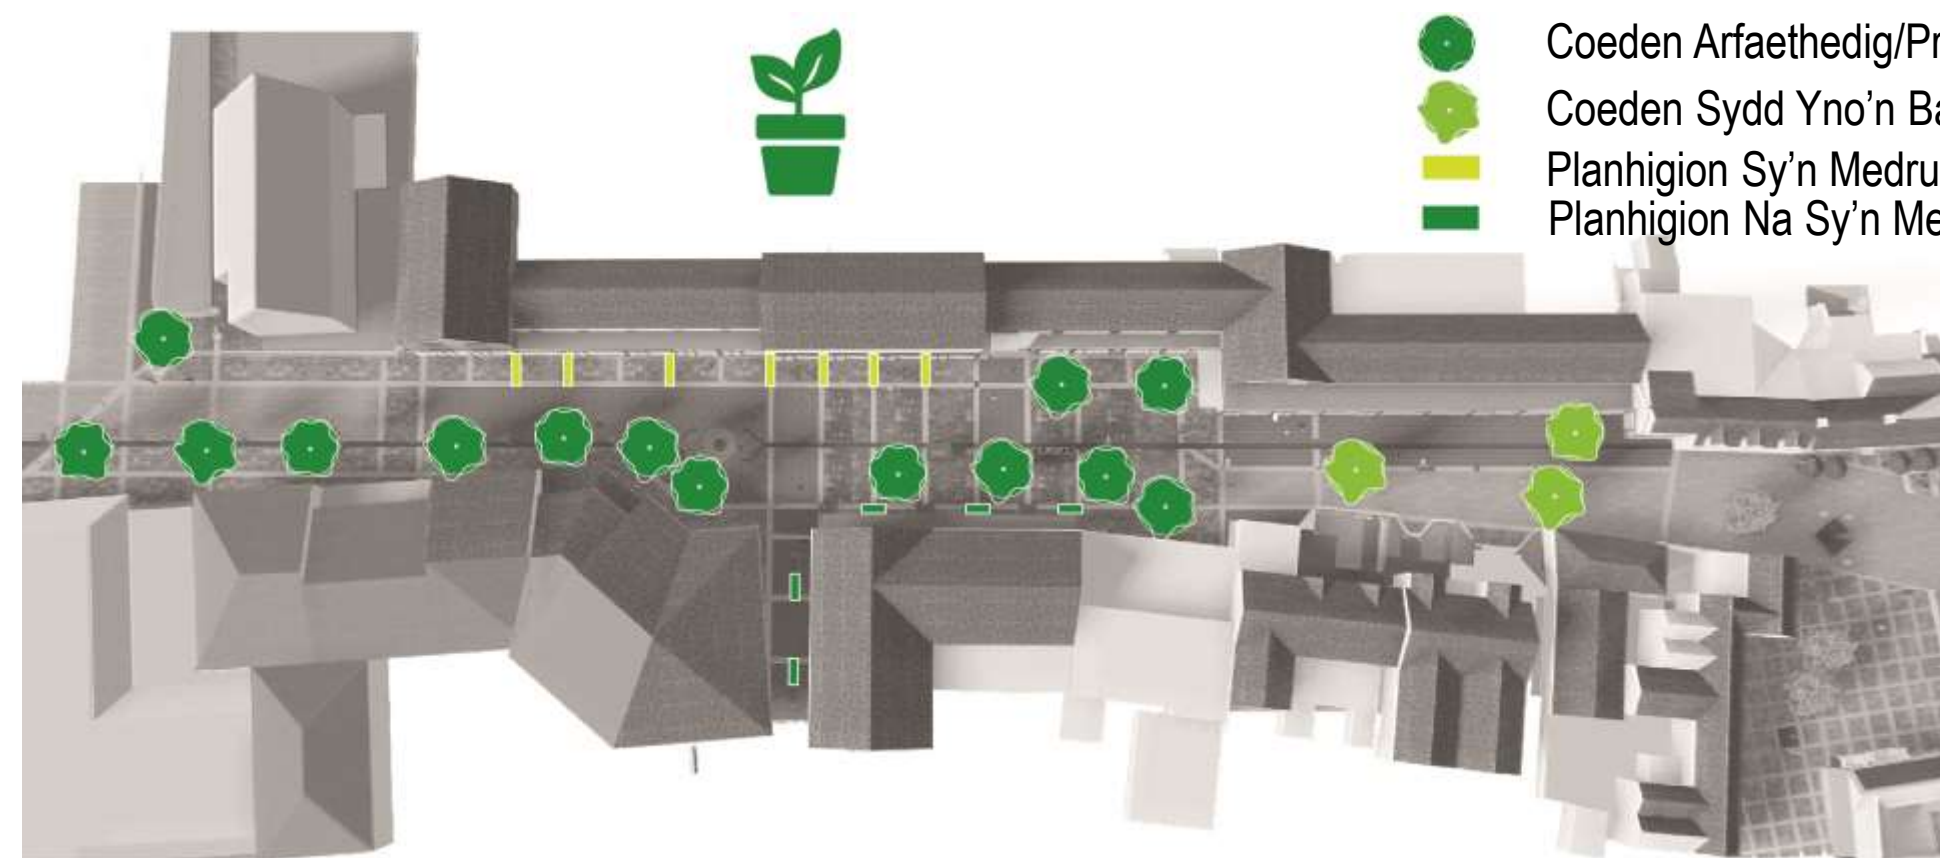 Coeden Arfaethedig/Pr
Coeden Sydd Yno’n Ba
Planhigion Sy’n Medru
Planhigion Na Sy’n Me